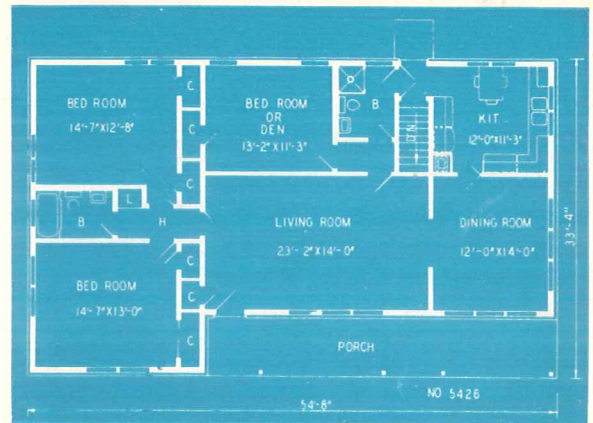 BED ROOM
14'-7"X12'-8"
C
C
C
BED ROOM
OR
DEN
13'-2"X11'-3"
B
DN
KIT
12'-0"X11'-3"
B
L
H
LIVING ROOM
23'-2"X14'-0"
DINING ROOM
12'-0"X14'-0"
33'-4"
BED ROOM
14'-7"X13'-0"
C
C
C
PORCH
NO 5426
54'-8"